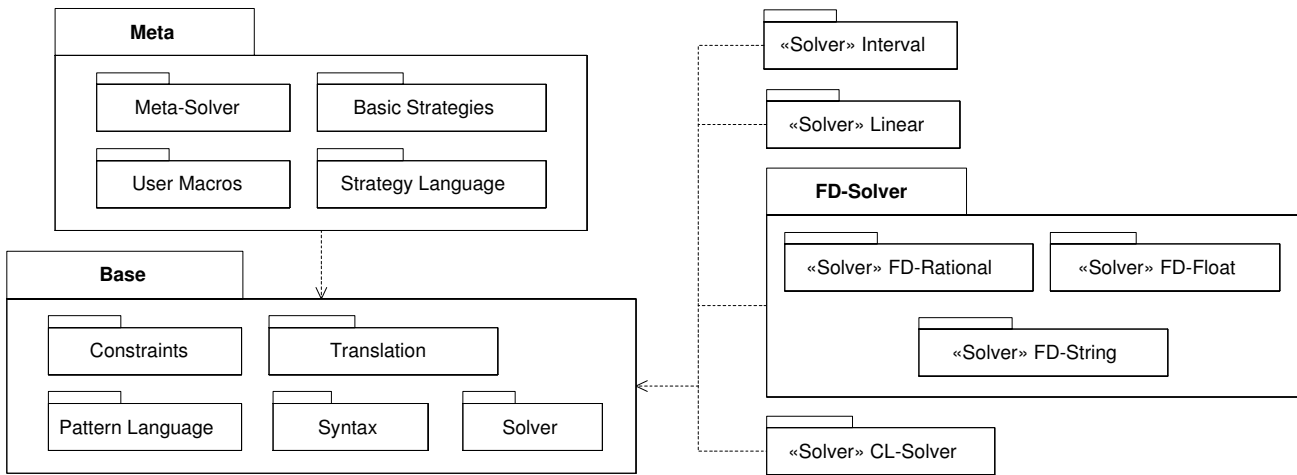 Meta
Meta-Solver
Basic Strategies
User Macros
Strategy Language
Base
Constraints
Translation
Pattern Language
Syntax
Solver
«Solver» Interval
«Solver» Linear
FD-Solver
«Solver» FD-Rational
«Solver» FD-Float
«Solver» FD-String
«Solver» CL-Solver